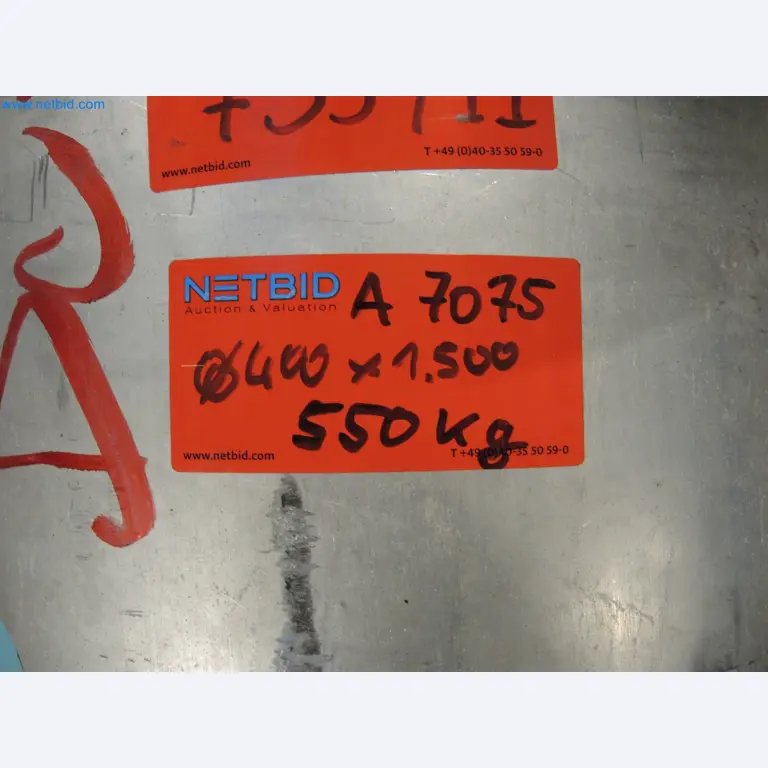 www.netbid.com
www.netbid.com
T +49 (0)40-35 50 59-0
NETBID
Auction & Valuation
A 7075
⌀400 x 1.500
550 kg
www.netbid.com
T +49 (0)40-35 50 59-0